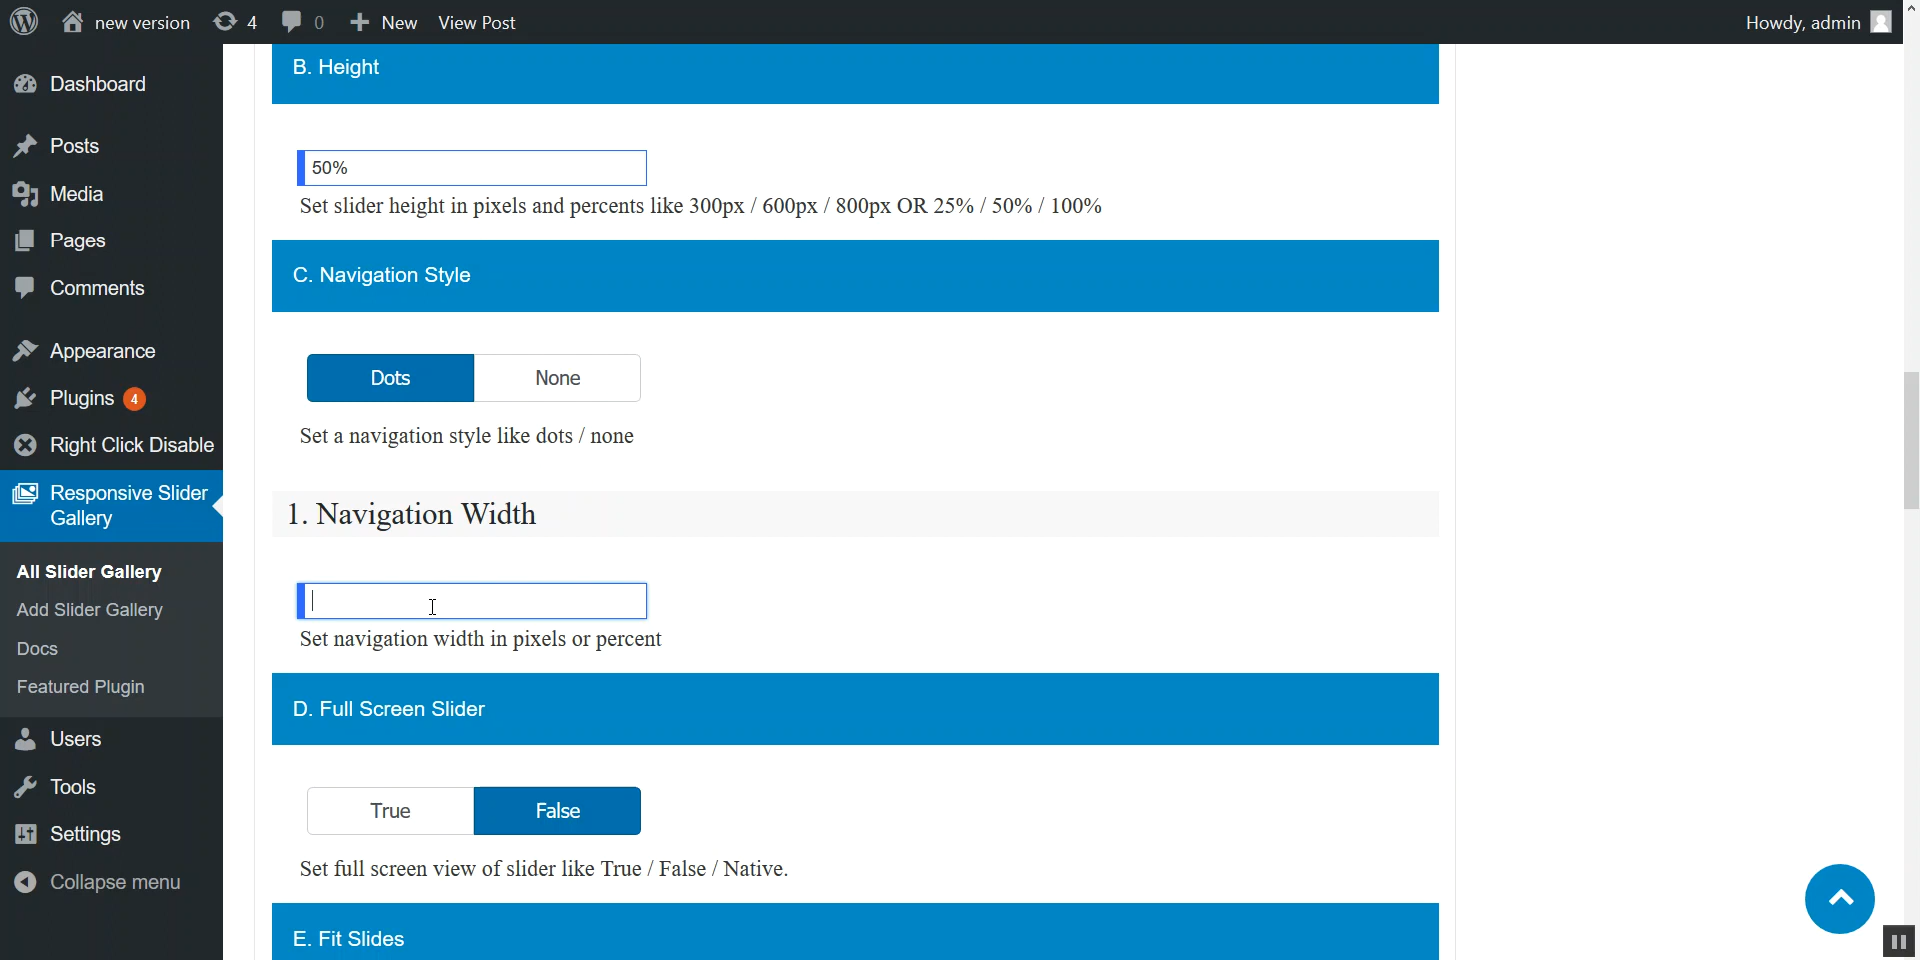 new version 4 0 New View Post Howdy, admin
Dashboard
Posts
Media
Pages
Comments
Appearance
Plugins 4
Right Click Disable
Responsive Slider
Gallery
All Slider Gallery
Add Slider Gallery
Docs
Featured Plugin
Users
Tools
Settings
Collapse menu
B. Height
50%
Set slider height in pixels and percents like 300px / 600px / 800px OR 25% / 50% / 100%
C. Navigation Style
Dots None
Set a navigation style like dots / none
1. Navigation Width
Set navigation width in pixels or percent
D. Full Screen Slider
True False
Set full screen view of slider like True / False / Native.
E. Fit Slides